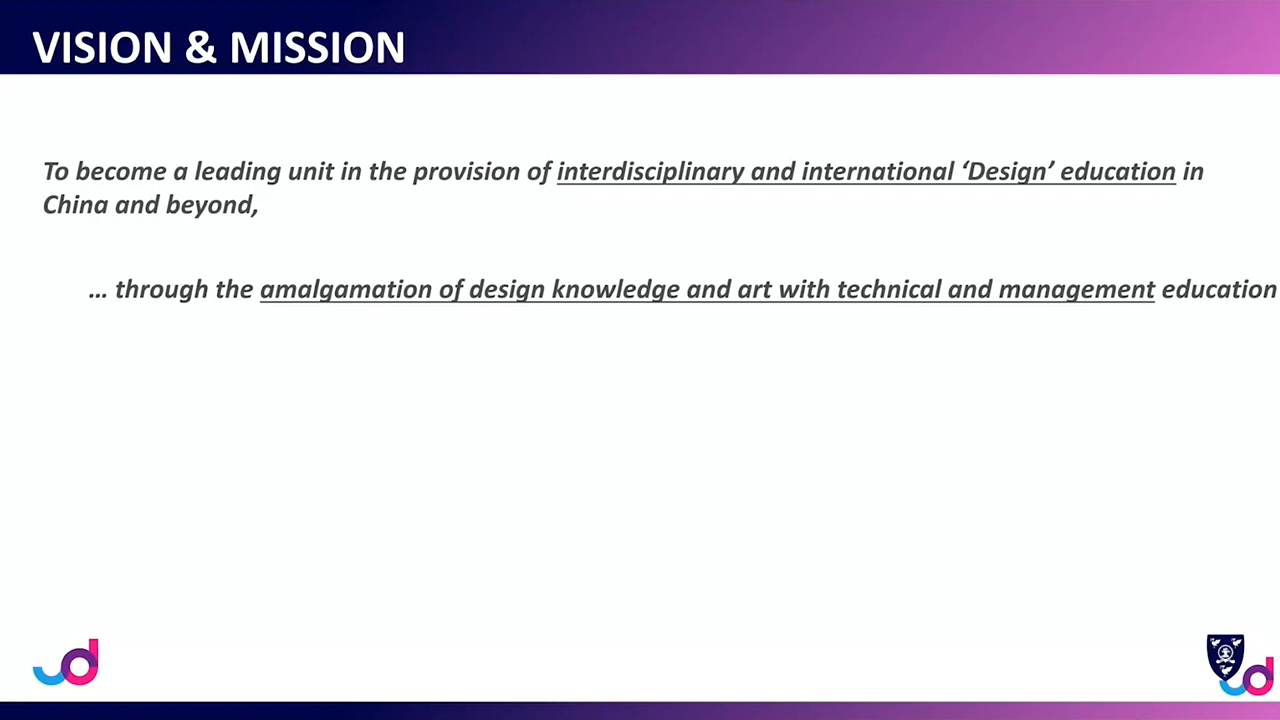 VISION & MISSION
To become a leading unit in the provision of interdisciplinary and international ‘Design’ education in
China and beyond,
… through the amalgamation of design knowledge and art with technical and management education